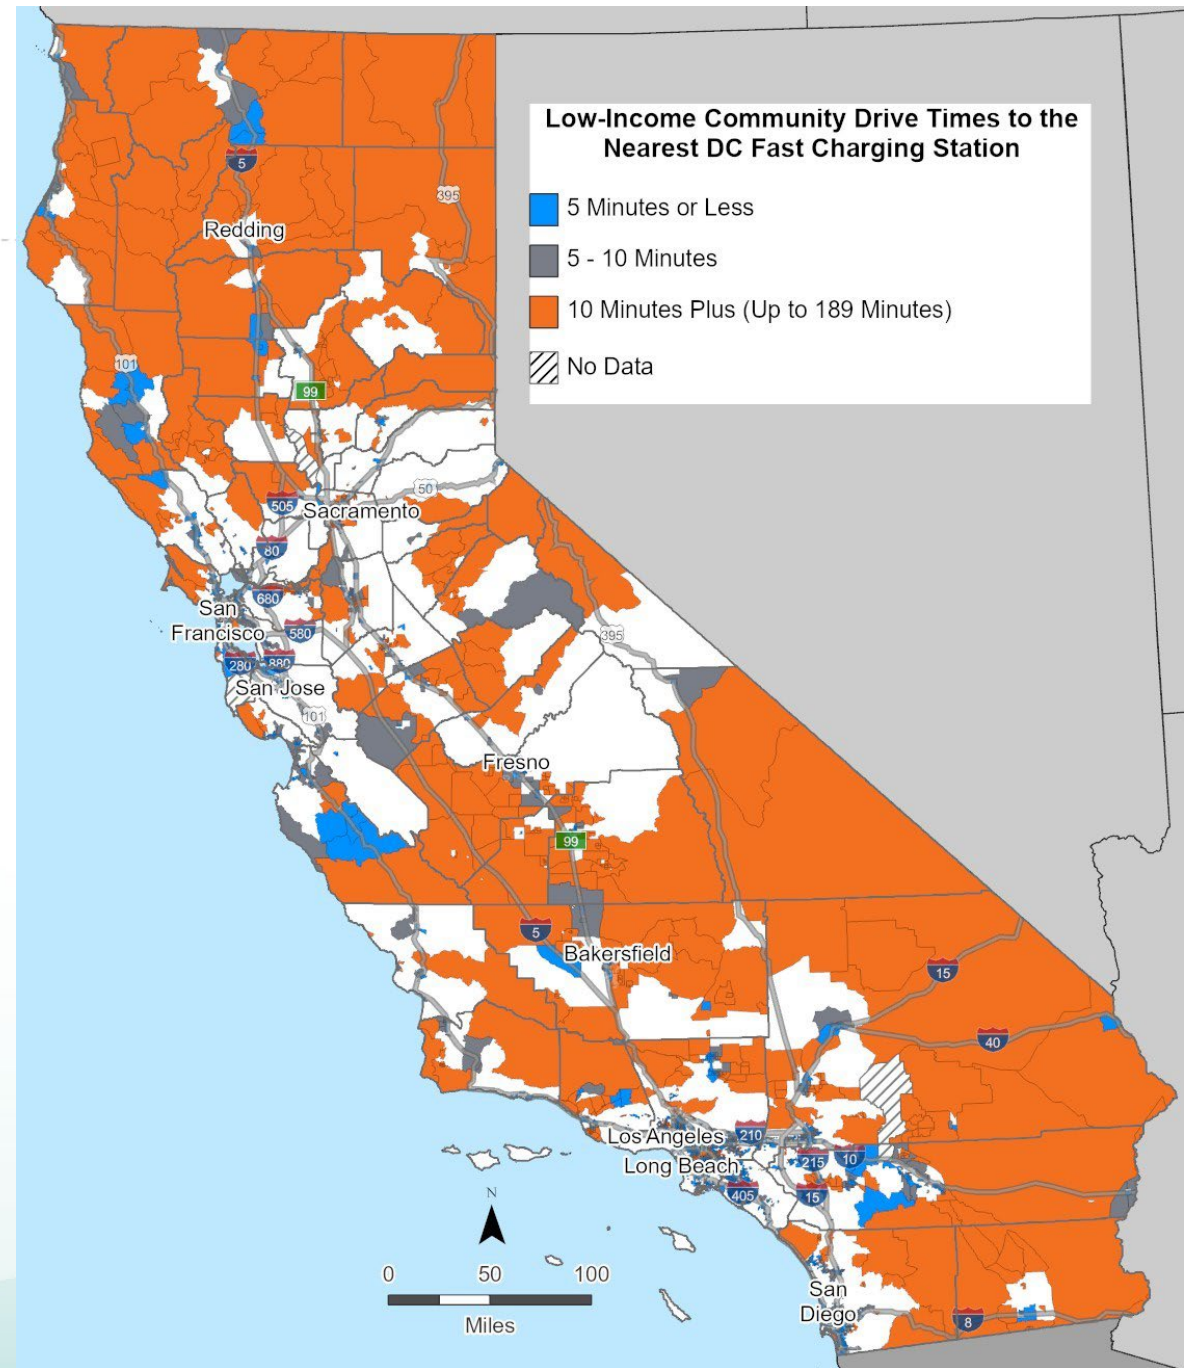 Low-Income Community Drive Times to the
Nearest DC Fast Charging Station
5 Minutes or Less
5 - 10 Minutes
10 Minutes Plus (Up to 189 Minutes)
No Data
5
395
Redding
101
99
50
505
Sacramento
80
680
San
Francisco
580
395
280
880
San Jose
101
Fresno
99
5
Bakersfield
15
40
Los Angeles
210
Long Beach
215
10
405
15
N
0 50 100
Miles
San
Diego
8